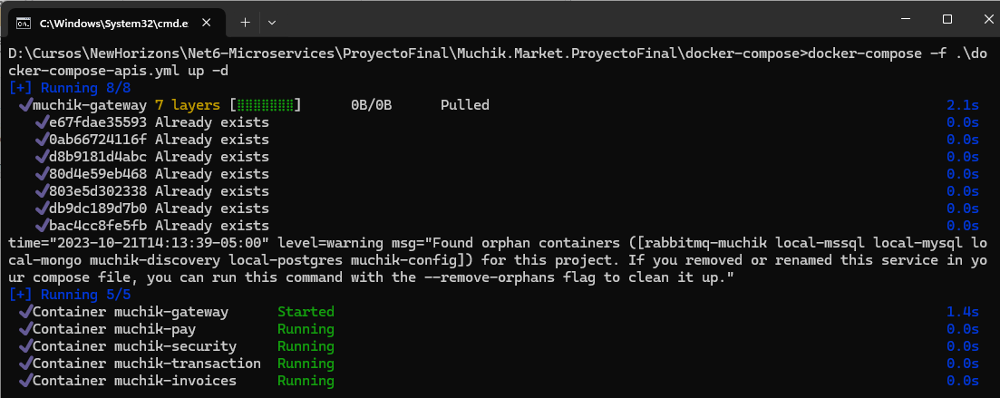 C:\Windows\System32\cmd.e
D:\Cursos\NewHorizons\Net6-Microservices\ProyectoFinal\Muchik.Market.ProyectoFinal\docker-compose>docker-compose -f .\do
cker-compose-apis.yml up -d
[+] Running 8/8
✔muchik-gateway 7 layers [⣿⣿⣿⣿⣿⣿⣿] 0B/0B Pulled 2.1s
✔e67fdae35593 Already exists 0.0s
✔0ab66724116f Already exists 0.0s
✔d8b9181d4abc Already exists 0.0s
✔80d4e59eb468 Already exists 0.0s
✔803e5d302338 Already exists 0.0s
✔db9dc189d7b0 Already exists 0.0s
✔bac4cc8fe5fb Already exists 0.0s
time="2023-10-21T14:13:39-05:00" level=warning msg="Found orphan containers ([rabbitmq-muchik local-mssql local-mysql lo
cal-mongo muchik-discovery local-postgres muchik-config]) for this project. If you removed or renamed this service in yo
ur compose file, you can run this command with the --remove-orphans flag to clean it up."
[+] Running 5/5
✔Container muchik-gateway Started 1.4s
✔Container muchik-pay Running 0.0s
✔Container muchik-security Running 0.0s
✔Container muchik-transaction Running 0.0s
✔Container muchik-invoices Running 0.0s